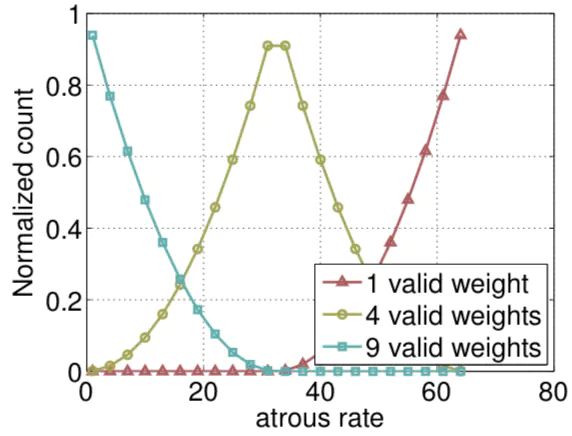 1
0.8
0.6
0.4
0.2
0
Normalized count
1 valid weight
4 valid weights
9 valid weights
0 20 40 60 80
atrous rate